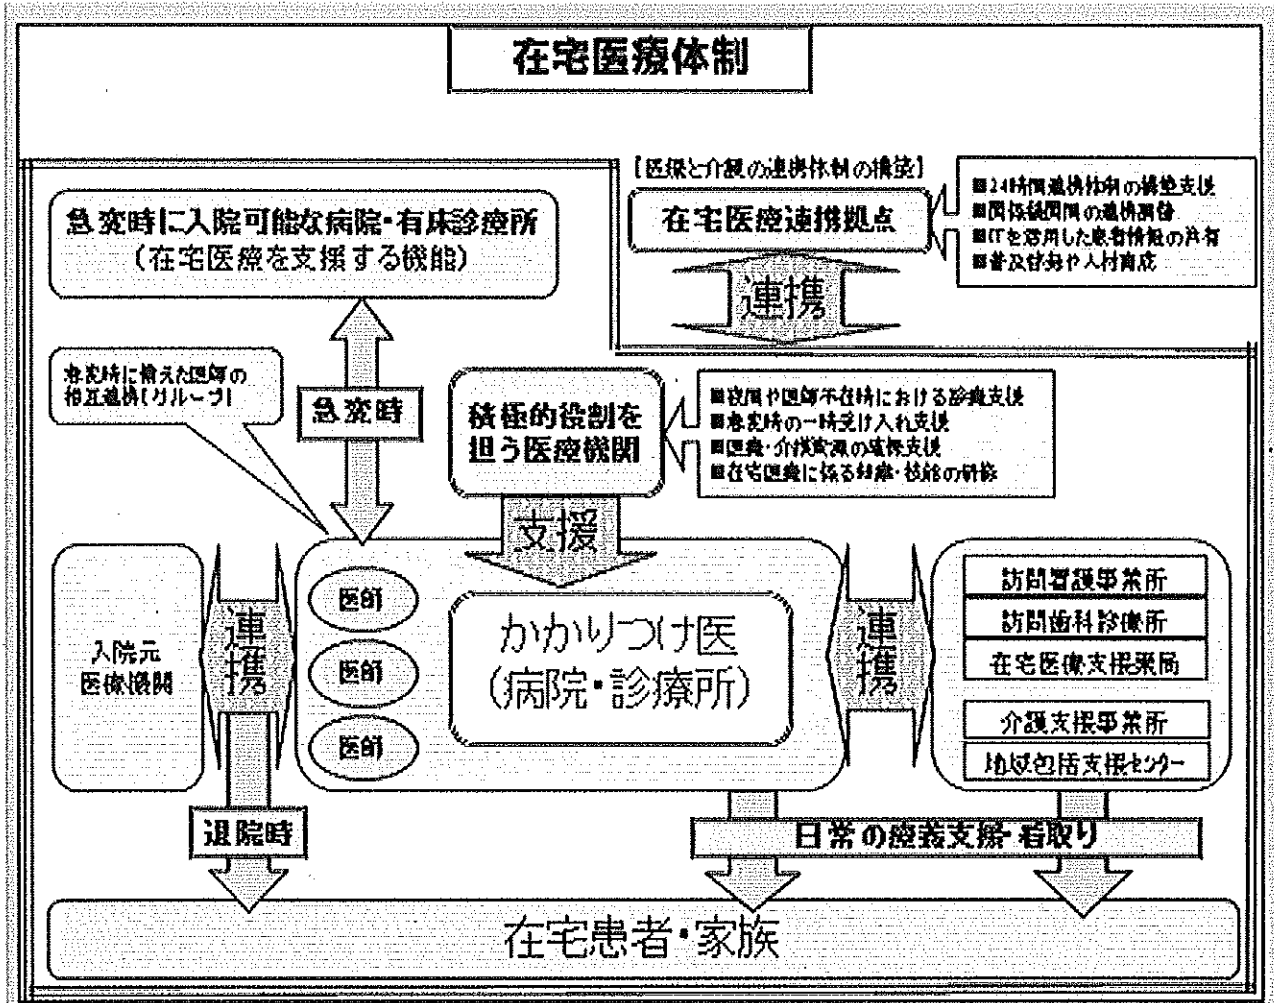 在宅医療体制
【医療と介護の連携体制の構築】
在宅医療連携拠点
■24時間連携体制の構築支援
■関係機関間の連携調整
■ITを活用した患者情報の共有
■普及啓発や人材育成
連携
急変時に入院可能な病院・有床診療所
(在宅医療を支援する機能)
急変時に備えた医師の
相互連携【グループ】
急変時
積極的役割を
担う医療機関
■夜間や医師不在時における診療支援
■急変時の一時受け入れ支援
■医療・介護資源の確保支援
■在宅医療に係る知識・技能の研修
支援
入院元
医療機関
連携
医師
医師
医師
かかりつけ医
(病院・診療所)
連携
訪問看護事業所
訪問歯科診療所
在宅医療支援薬局
介護支援事業所
地域包括支援センター
退院時
日常の療養支援・看取り
在宅患者・家族